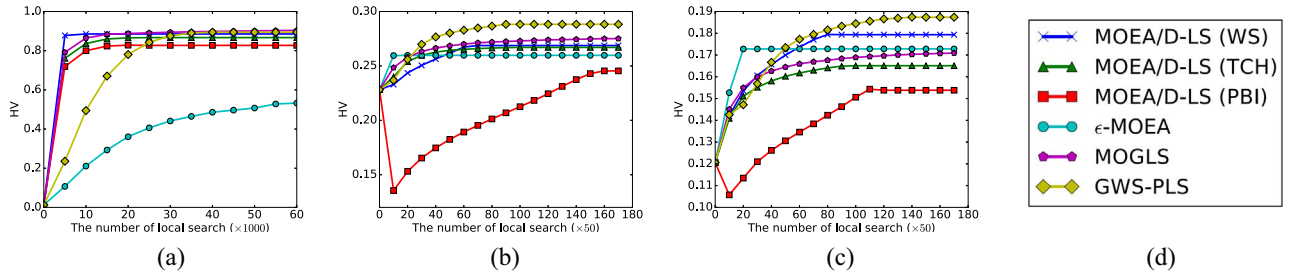 1.0
0.8
0.6
0.4
0.2
0.0
HV
0 10 20 30 40 50 60
The number of local search (×1000)
(a)
0.30
0.25
0.20
0.15
HV
0 20 40 60 80 100 120 140 160 180
The number of local search (×50)
(b)
0.19
0.18
0.17
0.16
0.15
0.14
0.13
0.12
0.11
0.10
HV
0 20 40 60 80 100 120 140 160 180
The number of local search (×50)
(c)
MOEA/D-LS (WS)
MOEA/D-LS (TCH)
MOEA/D-LS (PBI)
ϵ-MOEA
MOGLS
GWS-PLS
(d)